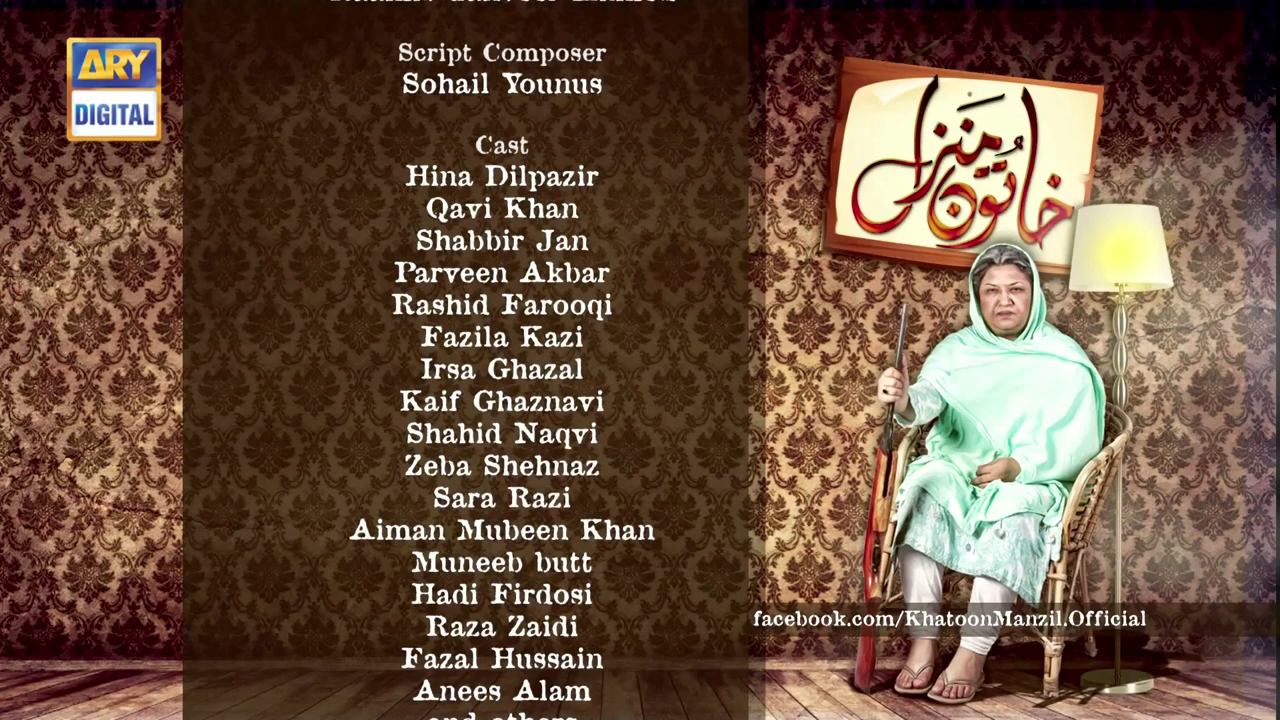 ARY
DIGITAL
Script Composer
Sohail Younus
Cast
Hina Dilpazir
Qavi Khan
Shabbir Jan
Parveen Akbar
Rashid Farooqi
Fazila Kazi
Irsa Ghazal
Kaif Ghaznavi
Shahid Naqvi
Zeba Shehnaz
Sara Razi
Aiman Mubeen Khan
Muneeb butt
Hadi Firdosi
Raza Zaidi
Fazal Hussain
Anees Alam
and others
خاتون منزل
facebook.com/KhatoonManzil.Official